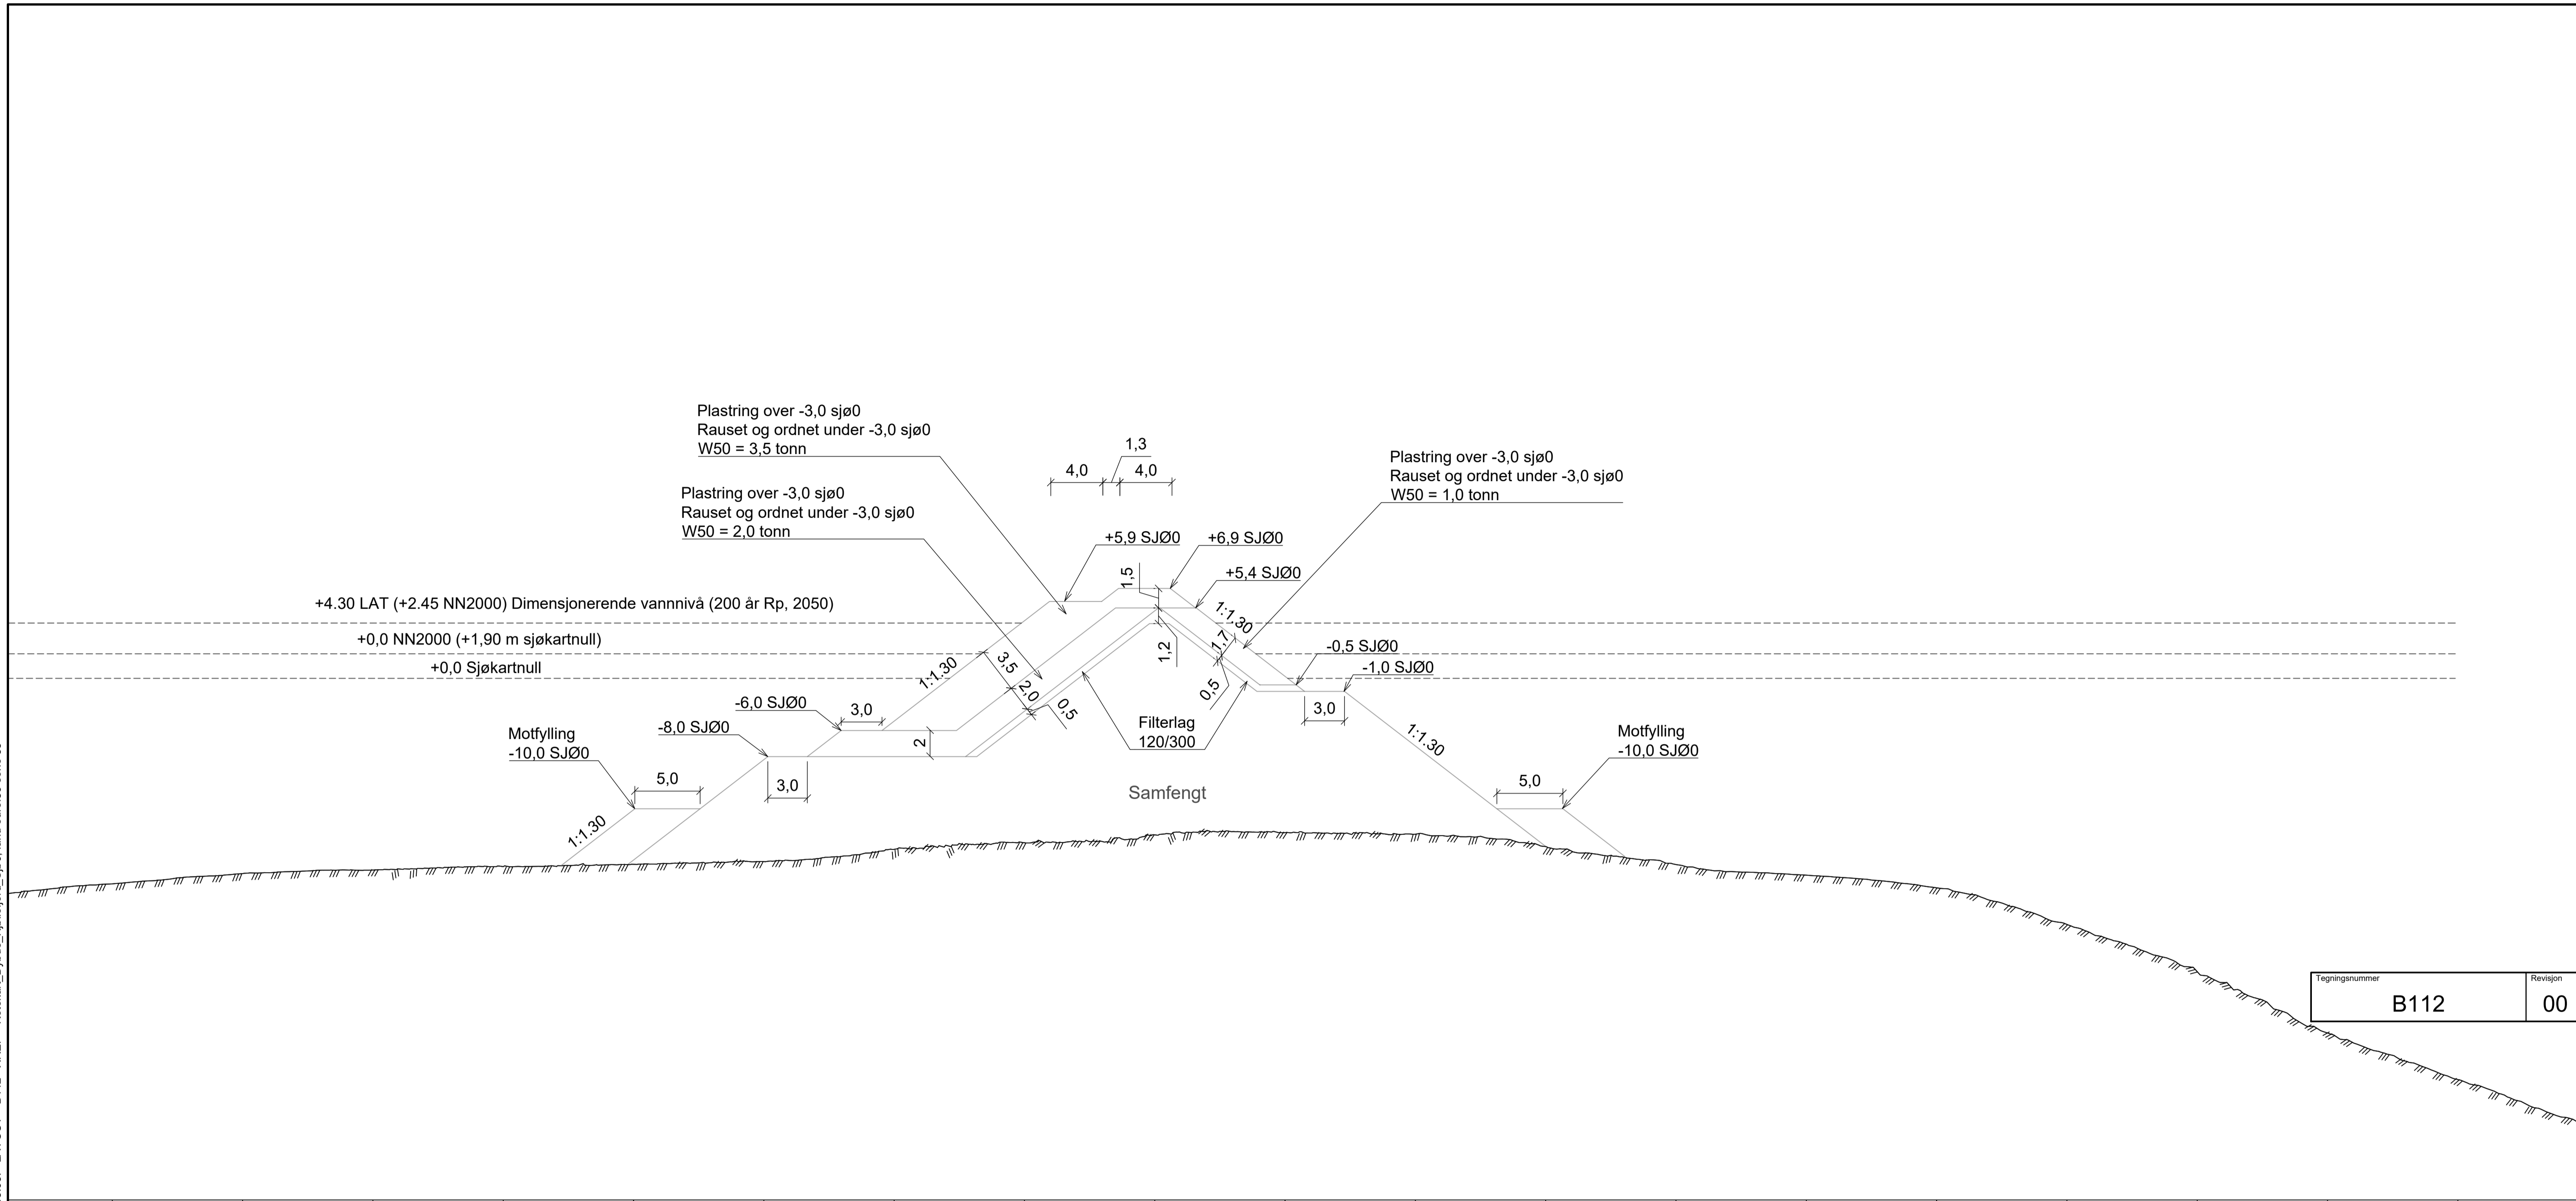 Plastring over -3,0 sjø0
Rauset og ordnet under -3,0 sjø0
W50 = 3,5 tonn
Plastring over -3,0 sjø0
Rauset og ordnet under -3,0 sjø0
W50 = 2,0 tonn
1,3
4,0
4,0
Plastring over -3,0 sjø0
Rauset og ordnet under -3,0 sjø0
W50 = 1,0 tonn
+5,9 SJØ0
+6,9 SJØ0
+5,4 SJØ0
1,5
+4.30 LAT (+2.45 NN2000) Dimensjonerende vannnivå (200 år Rp, 2050)
+0,0 NN2000 (+1,90 m sjøkartnull)
+0,0 Sjøkartnull
1:1.30
1,7
1,2
-0,5 SJØ0
-1,0 SJØ0
1:1.30
3,5
2,0
0,5
0,5
-6,0 SJØ0
3,0
3,0
-8,0 SJØ0
2
Filterlag
120/300
Motfylling
-10,0 SJØ0
1:1.30
Motfylling
-10,0 SJØ0
5,0
3,0
5,0
Samfengt
1:1.30
Tegningsnummer
B112
Revisjon
00